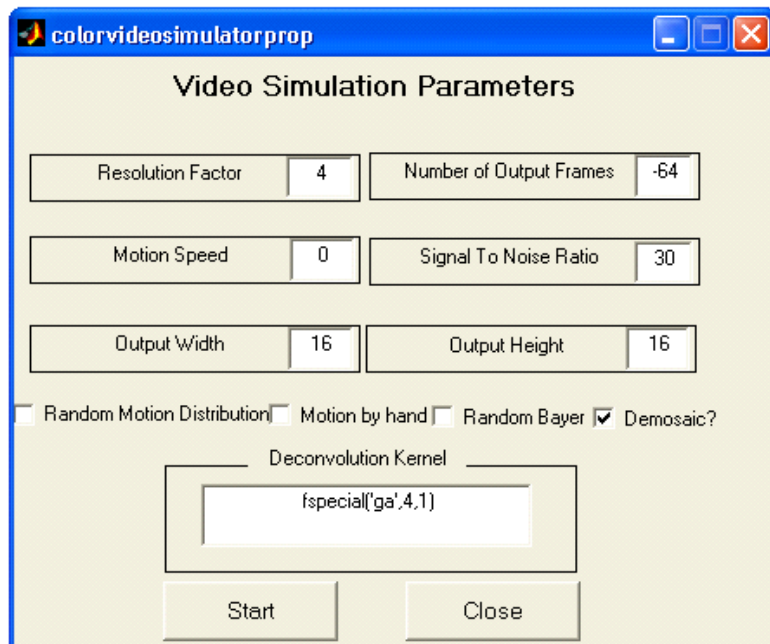 colorvideosimulatorprop
Video Simulation Parameters
Resolution Factor 4 Number of Output Frames -64
Motion Speed 0 Signal To Noise Ratio 30
Output Width 16 Output Height 16
Random Motion Distribution Motion by hand Random Bayer Demosaic?
Deconvolution Kernel
fspecial('ga',4,1)
Start Close